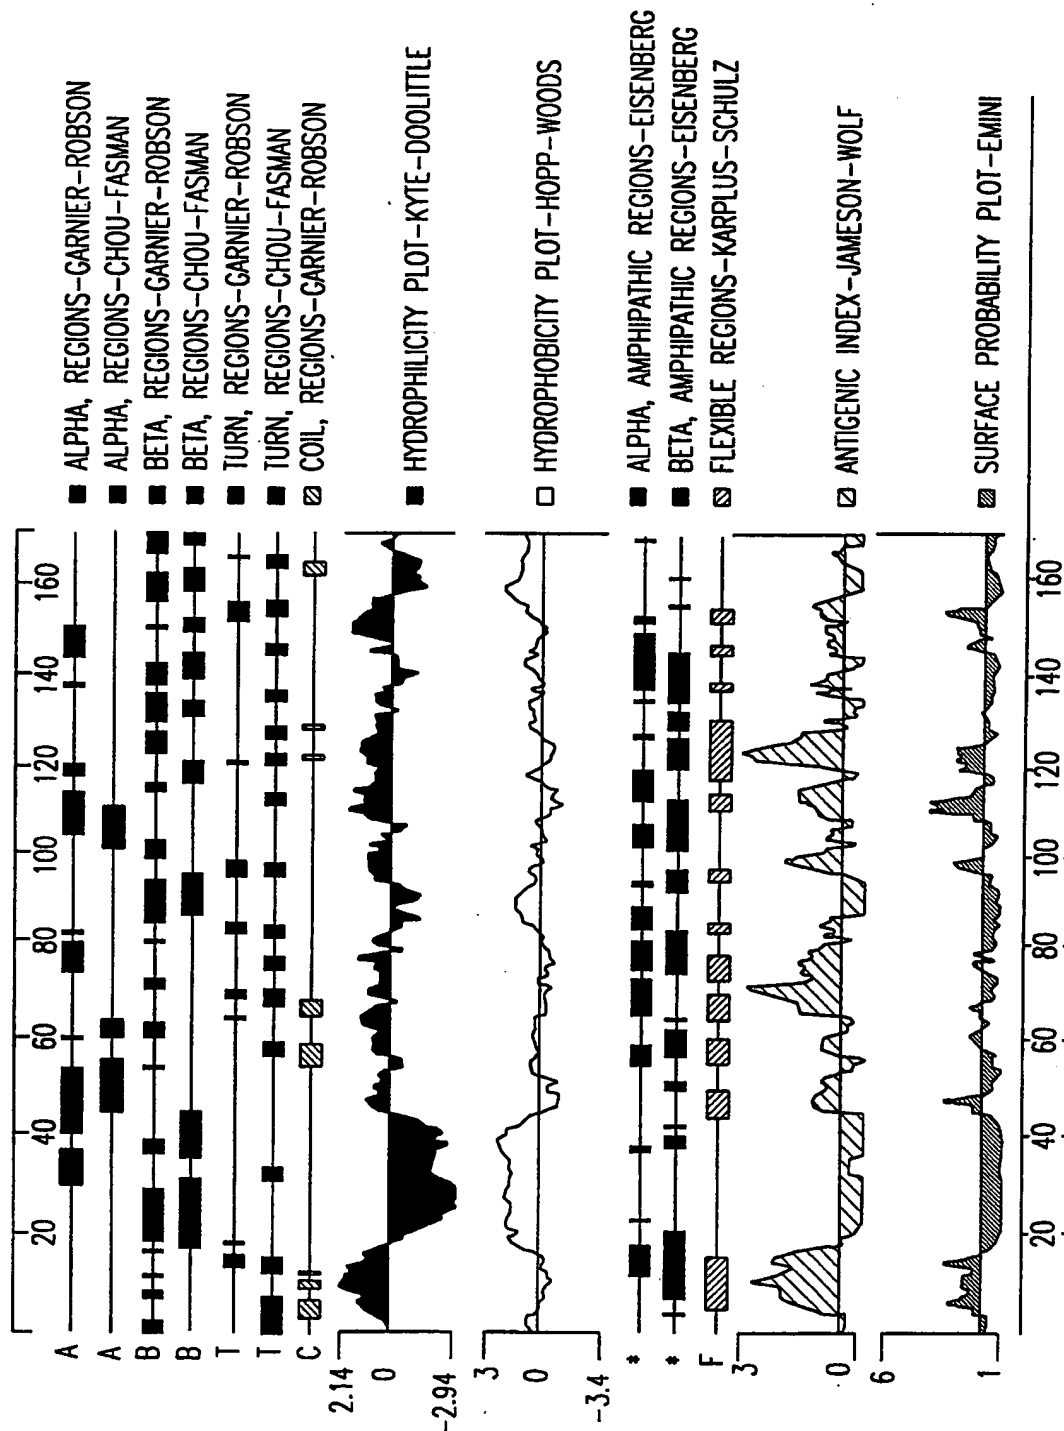 20 40 60 80 100 120 140 160
A ALPHA, REGIONS-GARNIER-ROBSON
A ALPHA, REGIONS-CHOU-FASMAN
B BETA, REGIONS-GARNIER-ROBSON
B BETA, REGIONS-CHOU-FASMAN
T TURN, REGIONS-GARNIER-ROBSON
T TURN, REGIONS-CHOU-FASMAN
C COIL, REGIONS-GARNIER-ROBSON
2.14
0 HYDROPHILICITY PLOT-KYTE-DOOLITTLE
-2.94
3
0 HYDROPHOBICITY PLOT-HOPP-WOODS
-3.4
* ALPHA, AMPHIPATHIC REGIONS-EISENBERG
* BETA, AMPHIPATHIC REGIONS-EISENBERG
F FLEXIBLE REGIONS-KARPLUS-SCHULZ
3
0 ANTIGENIC INDEX-JAMESON-WOLF
6
1 SURFACE PROBABILITY PLOT-EMINI
20 40 60 80 100 120 140 160